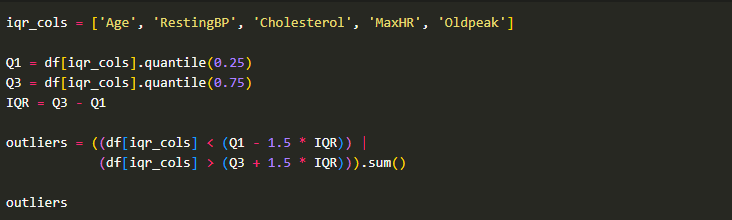 iqr_cols = ['Age', 'RestingBP', 'Cholesterol', 'MaxHR', 'Oldpeak']
Q1 = df[iqr_cols].quantile(0.25)
Q3 = df[iqr_cols].quantile(0.75)
IQR = Q3 - Q1
outliers = ((df[iqr_cols] < (Q1 - 1.5 * IQR)) |
            (df[iqr_cols] > (Q3 + 1.5 * IQR))).sum()
outliers